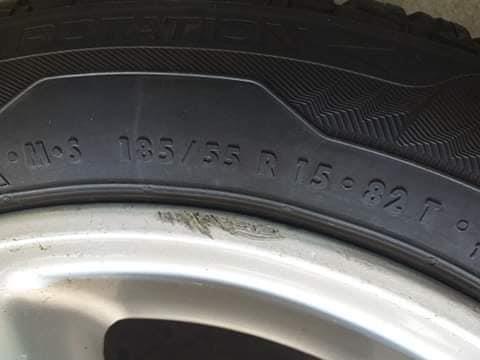 ROTATION
• M•S 185/55 R 15 • 82 T •